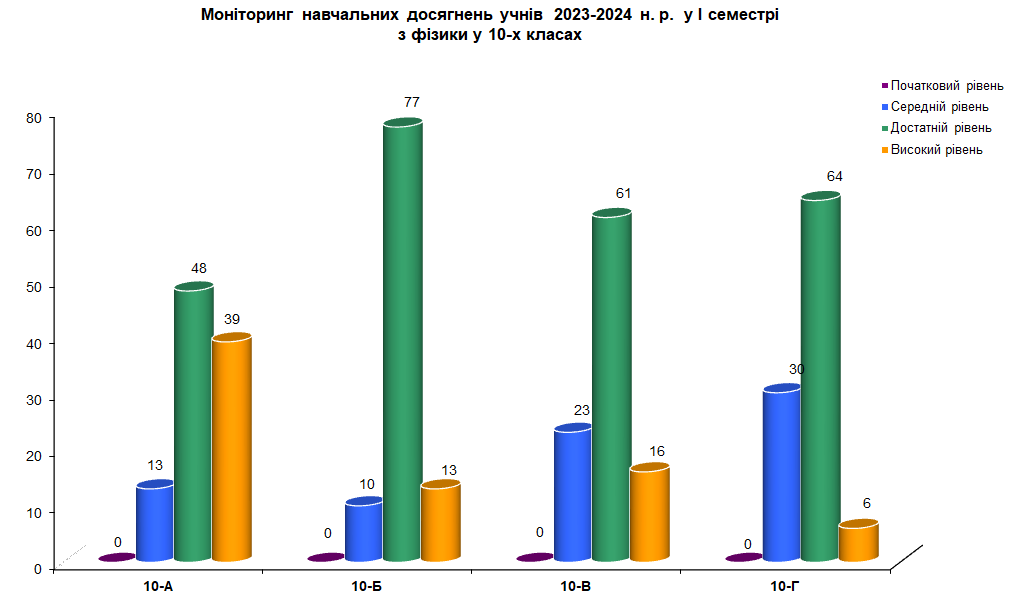 Моніторинг навчальних досягнень учнів 2023-2024 н. р. у І семестрі
з фізики у 10-х класах
Початковий рівень
Середній рівень
Достатній рівень
Високий рівень
80
70
60
50
40
30
20
10
0
0
13
48
39
0
10
77
13
0
23
61
16
0
30
64
6
10-А
10-Б
10-В
10-Г